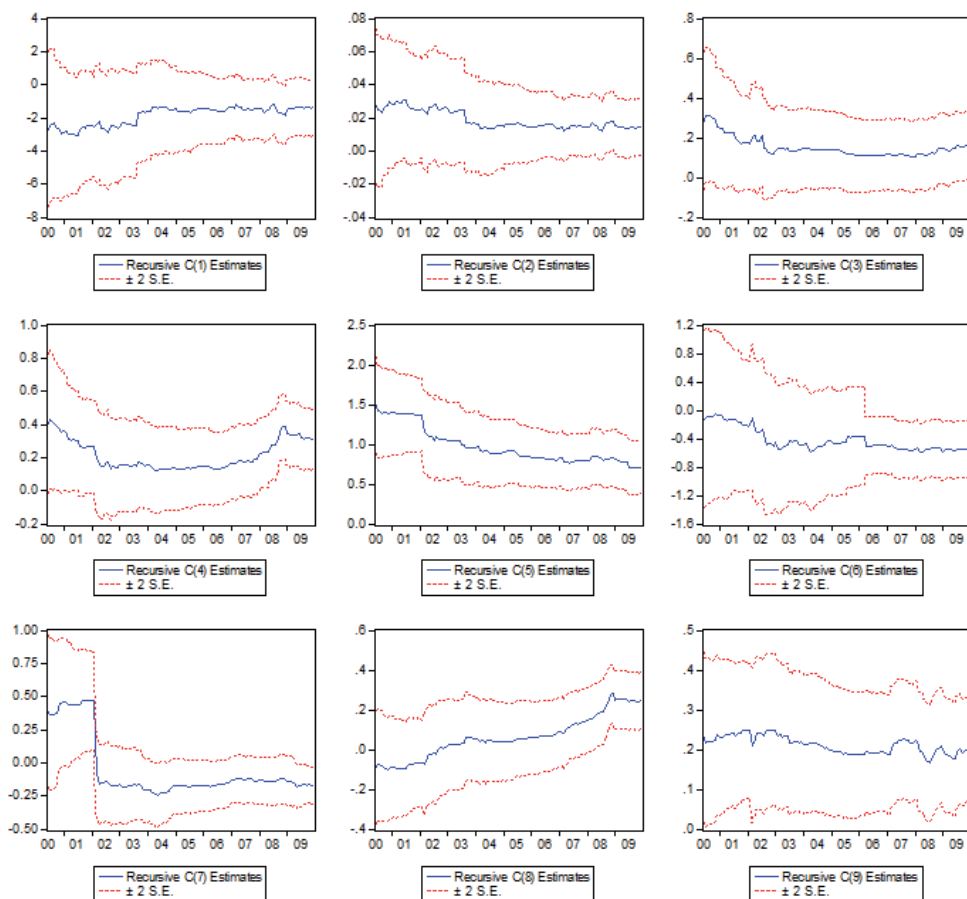 4
2
0
-2
-4
-6
-8
00 01 02 03 04 05 06 07 08 09
Recursive C(1) Estimates
± 2 S.E.
.08
.06
.04
.02
.00
-.02
-.04
00 01 02 03 04 05 06 07 08 09
Recursive C(2) Estimates
± 2 S.E.
.8
.6
.4
.2
.0
-.2
00 01 02 03 04 05 06 07 08 09
Recursive C(3) Estimates
± 2 S.E.
1.0
0.8
0.6
0.4
0.2
0.0
-0.2
00 01 02 03 04 05 06 07 08 09
Recursive C(4) Estimates
± 2 S.E.
2.5
2.0
1.5
1.0
0.5
0.0
00 01 02 03 04 05 06 07 08 09
Recursive C(5) Estimates
± 2 S.E.
1.2
0.8
0.4
0.0
-0.4
-0.8
-1.2
-1.6
00 01 02 03 04 05 06 07 08 09
Recursive C(6) Estimates
± 2 S.E.
1.00
0.75
0.50
0.25
0.00
-0.25
-0.50
00 01 02 03 04 05 06 07 08 09
Recursive C(7) Estimates
± 2 S.E.
.6
.4
.2
.0
-.2
-.4
00 01 02 03 04 05 06 07 08 09
Recursive C(8) Estimates
± 2 S.E.
.5
.4
.3
.2
.1
.0
00 01 02 03 04 05 06 07 08 09
Recursive C(9) Estimates
± 2 S.E.